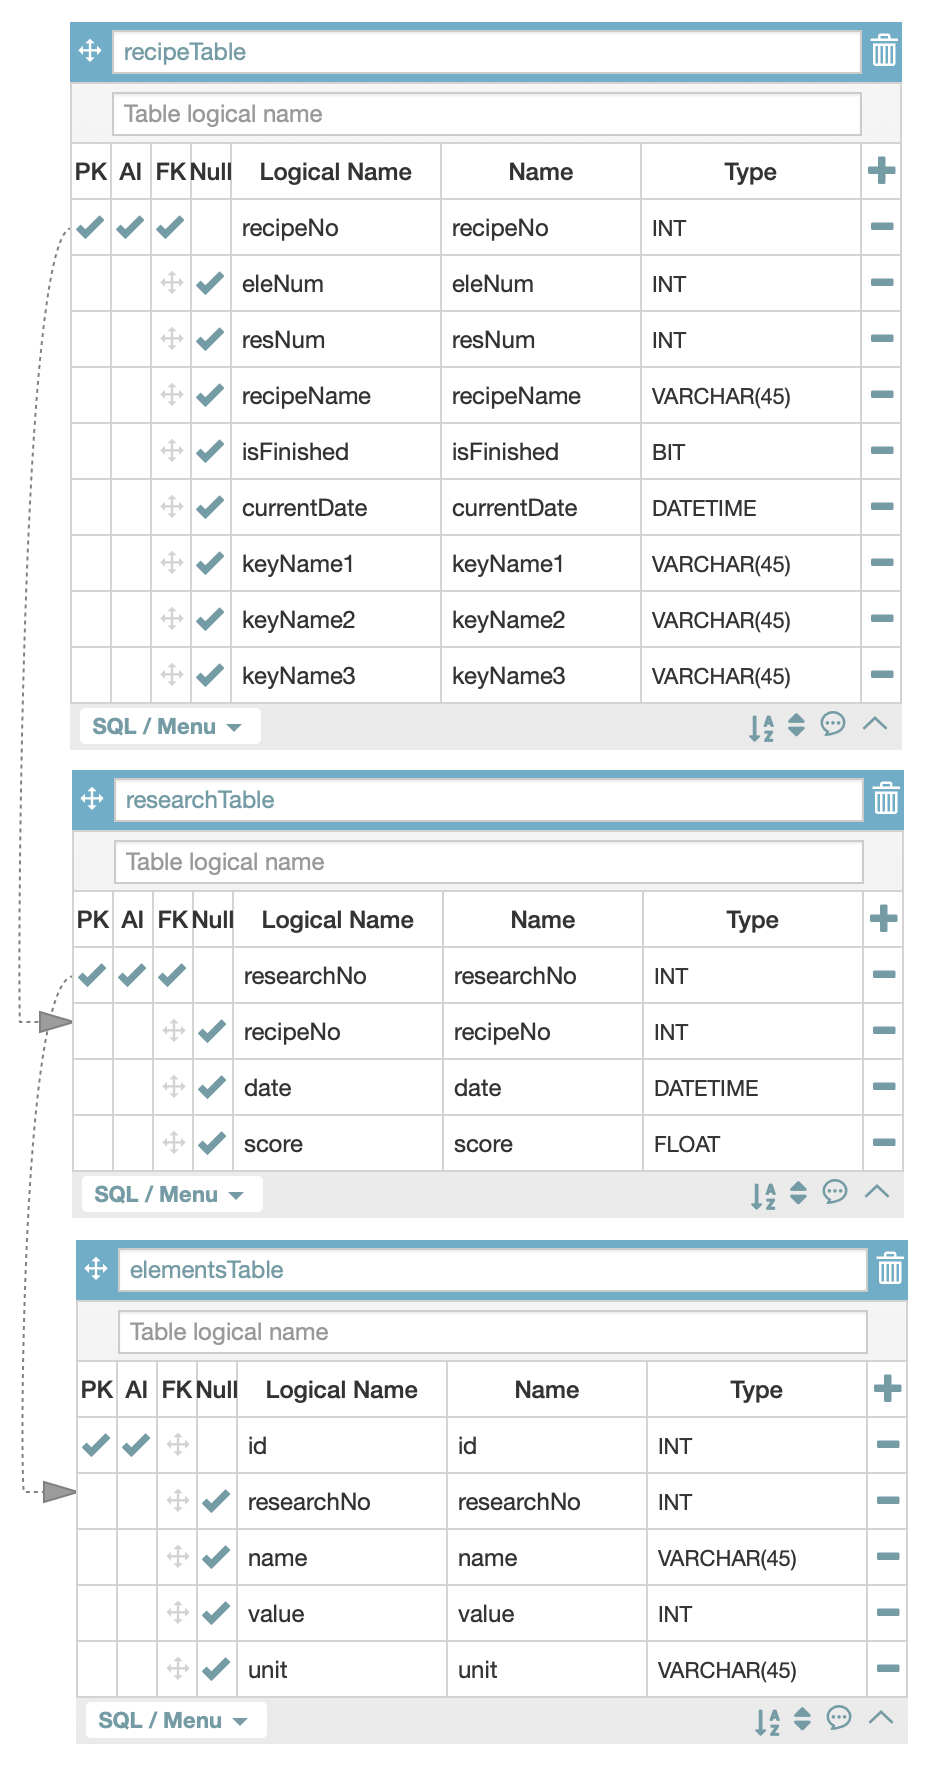 recipeTable
Table logical name
PK AI FK Null Logical Name Name Type
recipeNo recipeNo INT
eleNum eleNum INT
resNum resNum INT
recipeName recipeName VARCHAR(45)
isFinished isFinished BIT
currentDate currentDate DATETIME
keyName1 keyName1 VARCHAR(45)
keyName2 keyName2 VARCHAR(45)
keyName3 keyName3 VARCHAR(45)
SQL / Menu
researchTable
Table logical name
PK AI FK Null Logical Name Name Type
researchNo researchNo INT
recipeNo recipeNo INT
date date DATETIME
score score FLOAT
SQL / Menu
elementsTable
Table logical name
PK AI FK Null Logical Name Name Type
id id INT
researchNo researchNo INT
name name VARCHAR(45)
value value INT
unit unit VARCHAR(45)
SQL / Menu